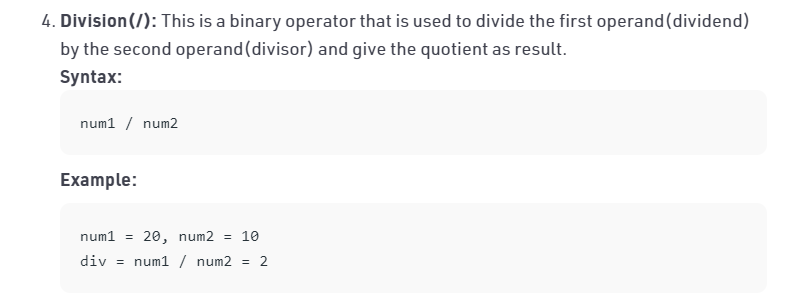 4. Division(/): This is a binary operator that is used to divide the first operand(dividend)
by the second operand(divisor) and give the quotient as result.
Syntax:
num1 / num2
Example:
num1 = 20, num2 = 10
div = num1 / num2 = 2